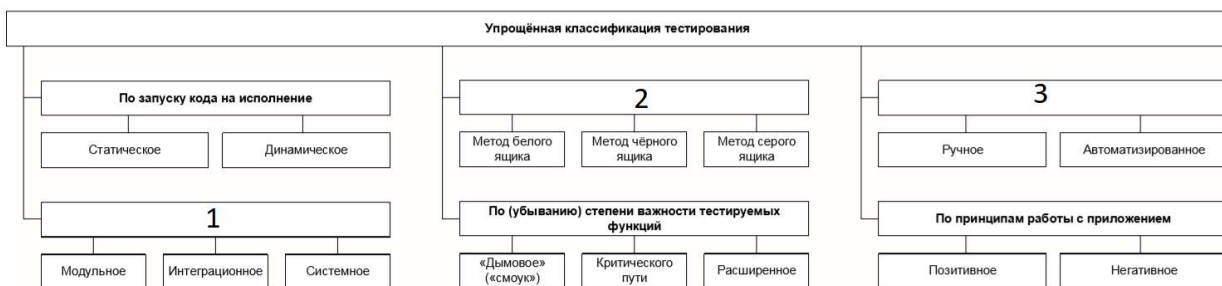 Упрощённая классификация тестирования
По запуску кода на исполнение
2
3
Статическое
Динамическое
Метод белого
ящика
Метод чёрного
ящика
Метод серого
ящика
Ручное
Автоматизированное
1
По (убыванию) степени важности тестируемых
функций
По принципам работы с приложением
Модульное
Интеграционное
Системное
«Дымовое»
(«смоук»)
Критического
пути
Расширенное
Позитивное
Негативное